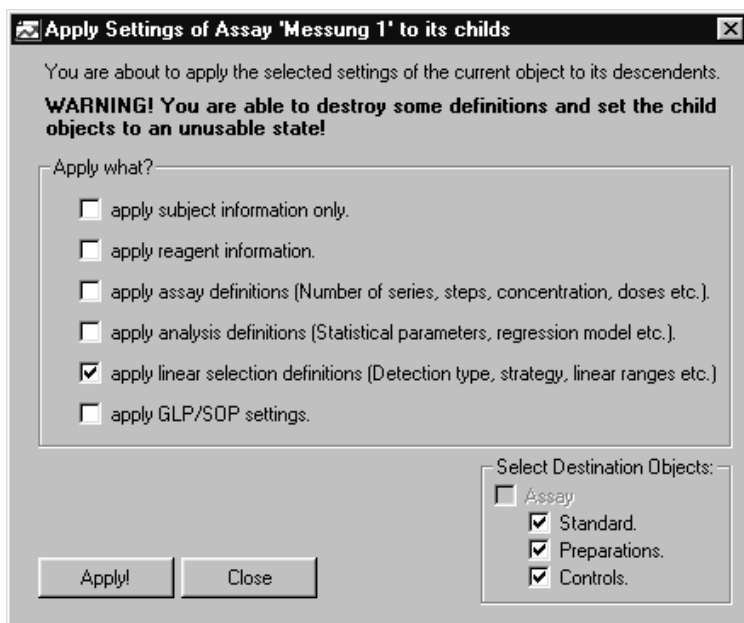 Apply Settings of Assay 'Messung 1' to its childs
You are about to apply the selected settings of the current object to its descendents.
WARNING! You are able to destroy some definitions and set the child
objects to an unusable state!
Apply what?
apply subject information only.
apply reagent information.
apply assay definitions (Number of series, steps, concentration, doses etc.).
apply analysis definitions (Statistical parameters, regression model etc.).
apply linear selection definitions (Detection type, strategy, linear ranges etc.)
apply GLP/SOP settings.
Select Destination Objects:
Assay
Standard.
Preparations.
Controls.
Apply!
Close